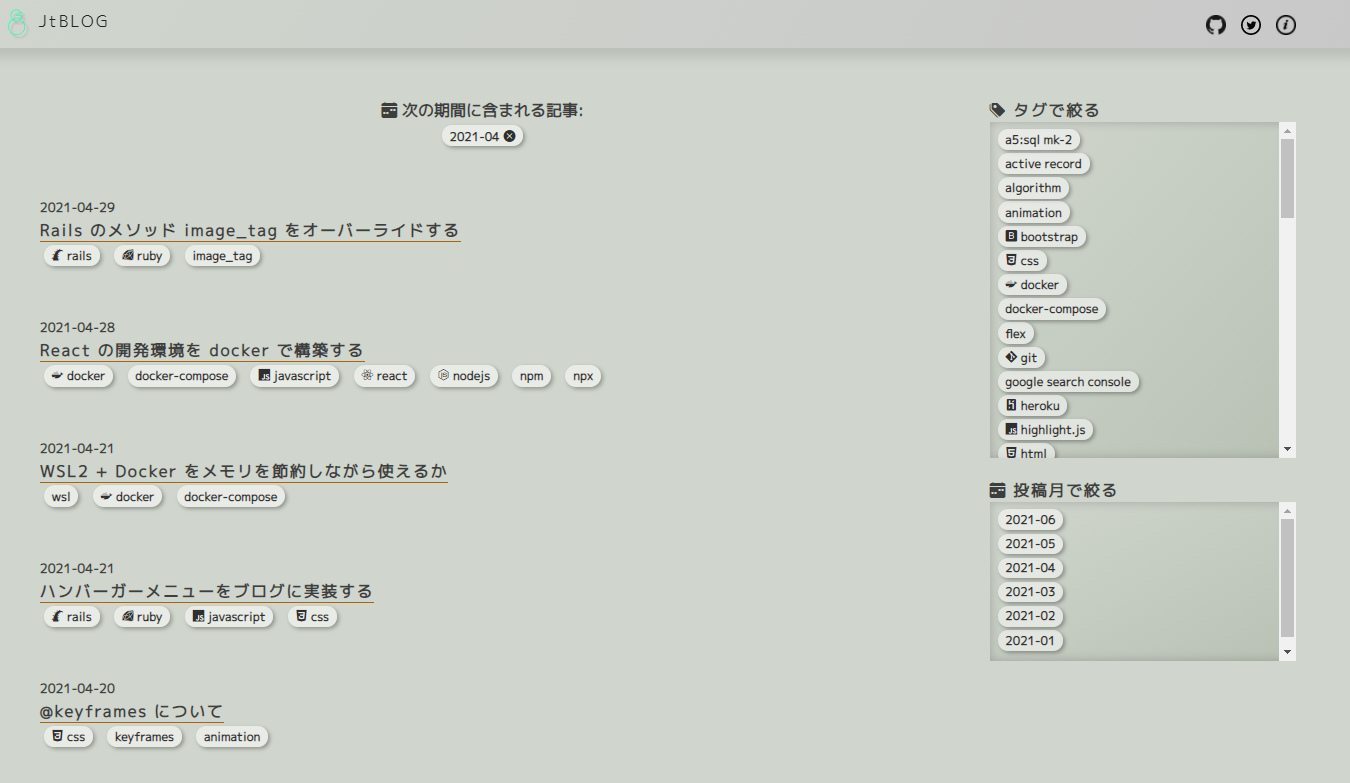 JtBLOG
次の期間に含まれる記事:
2021-04
2021-04-29
Rails のメソッド image_tag をオーバーライドする
rails ruby image_tag
2021-04-28
React の開発環境を docker で構築する
docker docker-compose javascript react nodejs npm npx
2021-04-21
WSL2 + Docker をメモリを節約しながら使えるか
wsl docker docker-compose
2021-04-21
ハンバーガーメニューをブログに実装する
rails ruby javascript css
2021-04-20
@keyframes について
css keyframes animation
タグで絞る
a5:sql mk-2
active record
algorithm
animation
bootstrap
css
docker
docker-compose
flex
git
google search console
heroku
highlight.js
html
投稿月で絞る
2021-06
2021-05
2021-04
2021-03
2021-02
2021-01